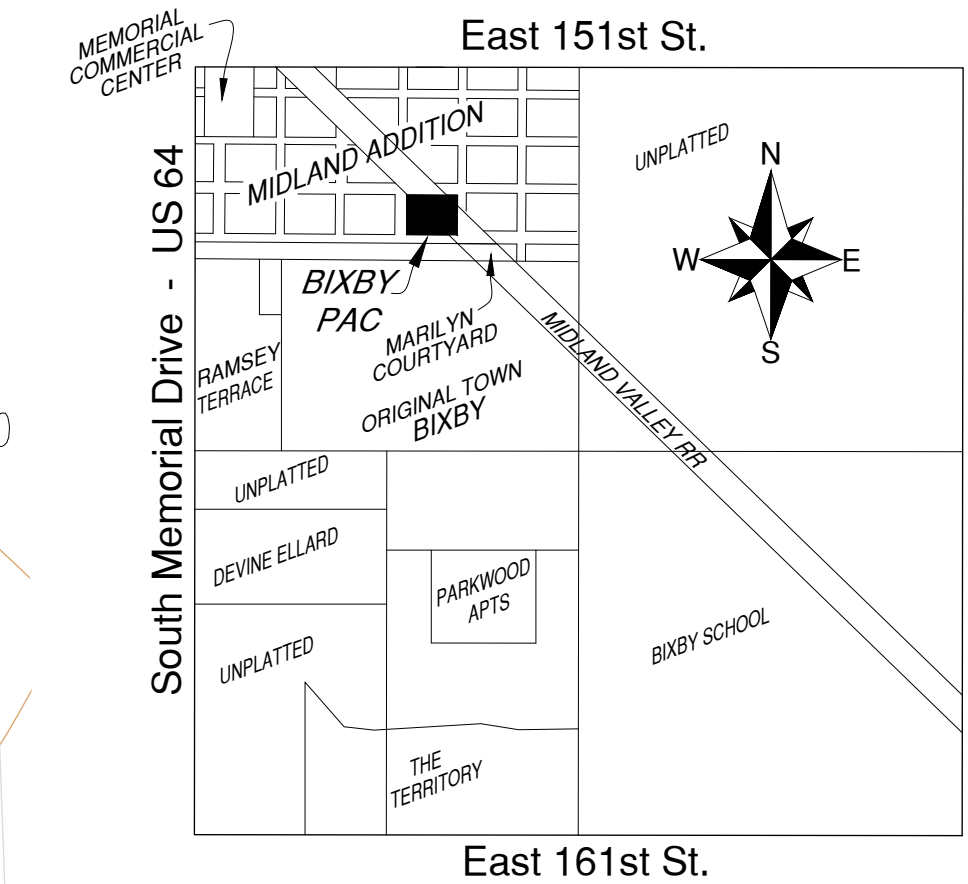 East 151st St.
MEMORIAL
COMMERCIAL
CENTER
MIDLAND ADDITION
UNPLATTED
N
W
E
S
South Memorial Drive - US 64
BIXBY
PAC
MARILYN
COURTYARD
RAMSEY
TERRACE
ORIGINAL TOWN
BIXBY
MIDLAND VALLEY RR
UNPLATTED
DEVINE ELLARD
PARKWOOD
APTS
UNPLATTED
BIXBY SCHOOL
THE
TERRITORY
East 161st St.